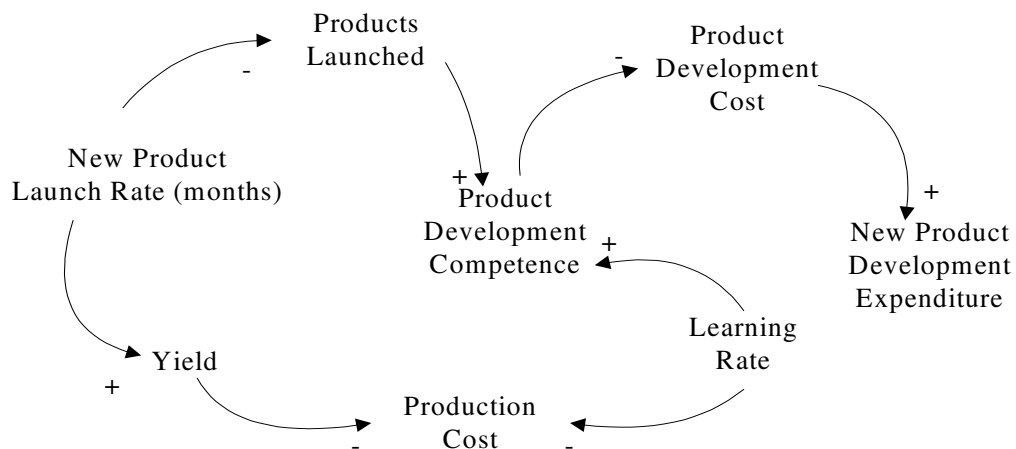 Products
Launched
-
Product
Development
Cost
-
New Product
Launch Rate (months)
+
Product
Development
Competence
+
+
New Product
Development
Expenditure
Learning
Rate
Yield
+
Production
Cost
-
-